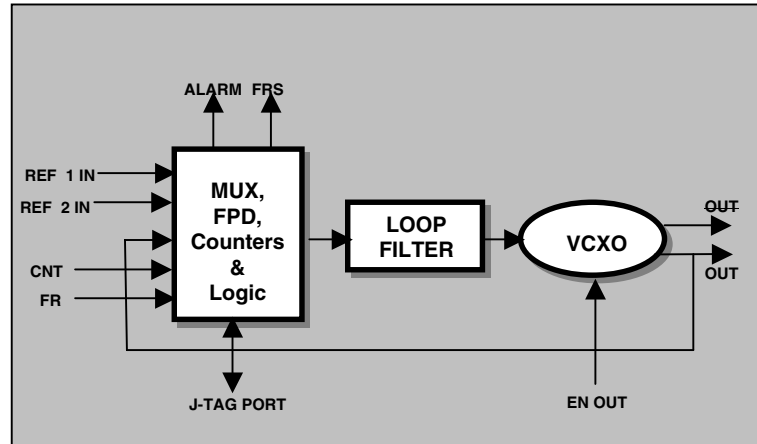 ALARM FRS
REF 1 IN
REF 2 IN
CNT
FR
MUX,
FPD,
Counters
&
Logic
LOOP
FILTER
VCXO
OUT
OUT
J-TAG PORT
EN OUT